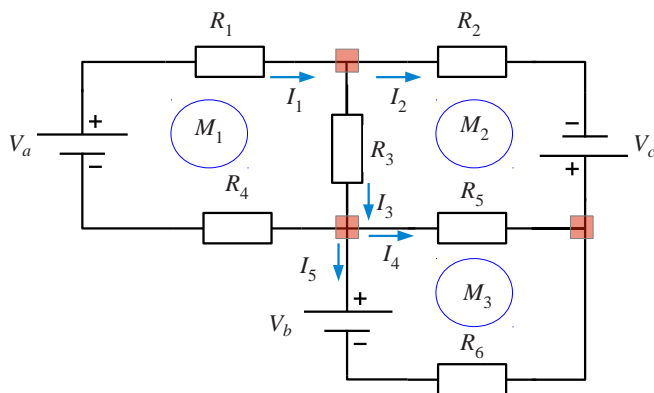 R1 R2
I1 I2
+ M1 M2 -
Va R3 Vc
- +
R4 I3 R5
I5 I4
+ M3
Vb
- R6